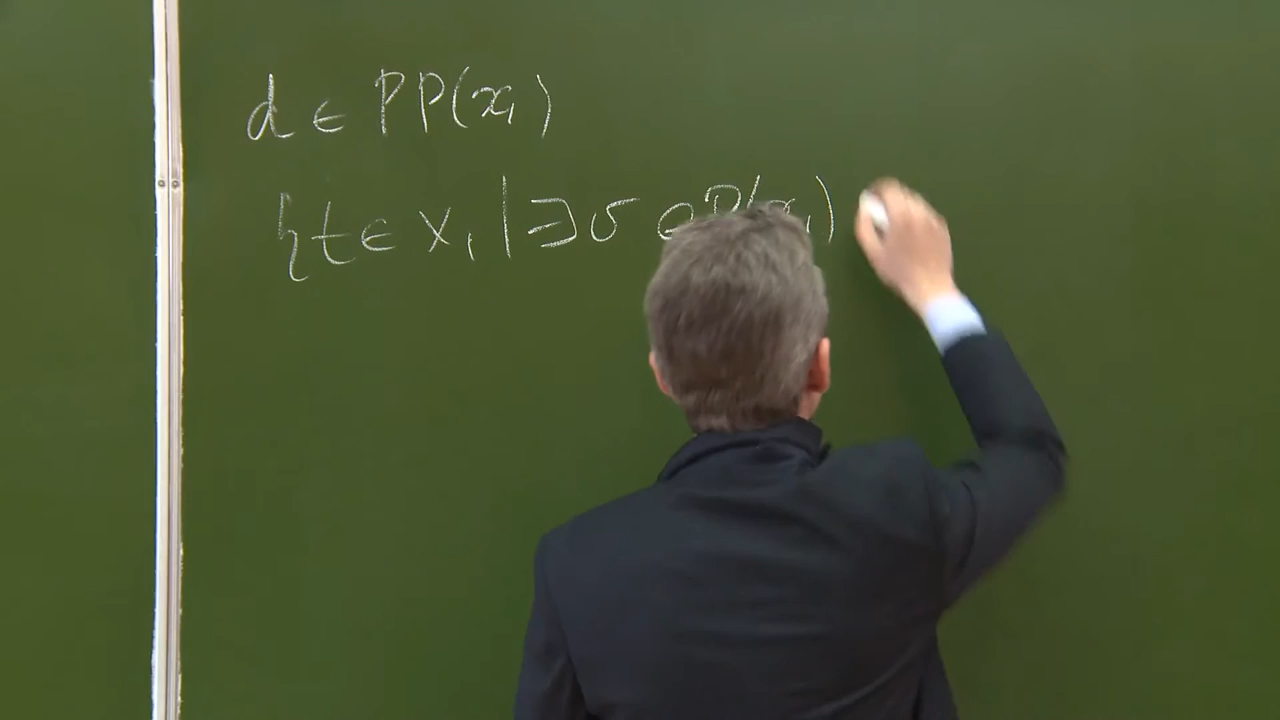 d ∈ PP(x₁)
{t ∈ X₁ | ∃ σ ∈ P(x₁)